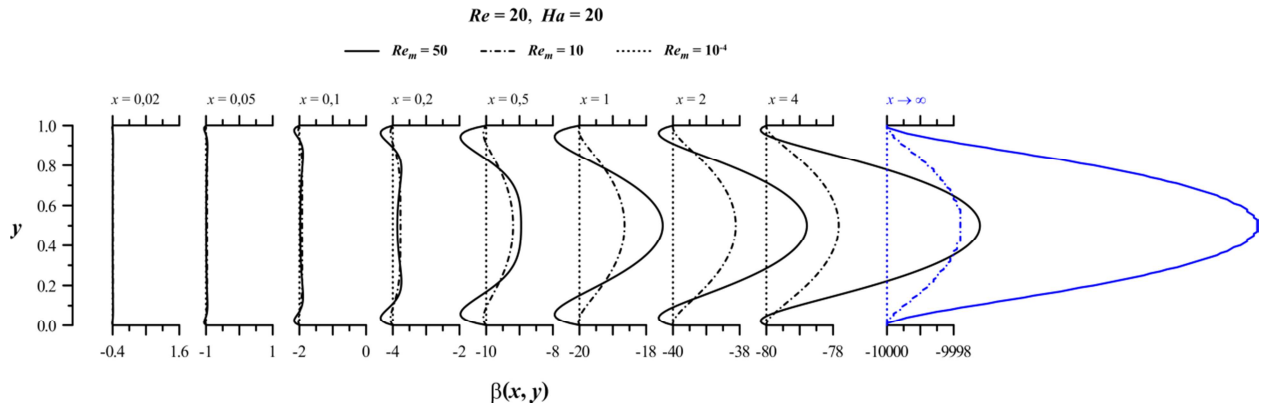 Re = 20, Ha = 20
Re_m = 50 Re_m = 10 Re_m = 10^-4
x = 0,02 x = 0,05 x = 0,1 x = 0,2 x = 0,5 x = 1 x = 2 x = 4 x → ∞
1.0
0.8
0.6
y
0.4
0.2
0.0
-0.4 1.6 -1 1 -2 0 -4 -2 -10 -8 -20 -18 -40 -38 -80 -78 -10000 -9998
β(x, y)